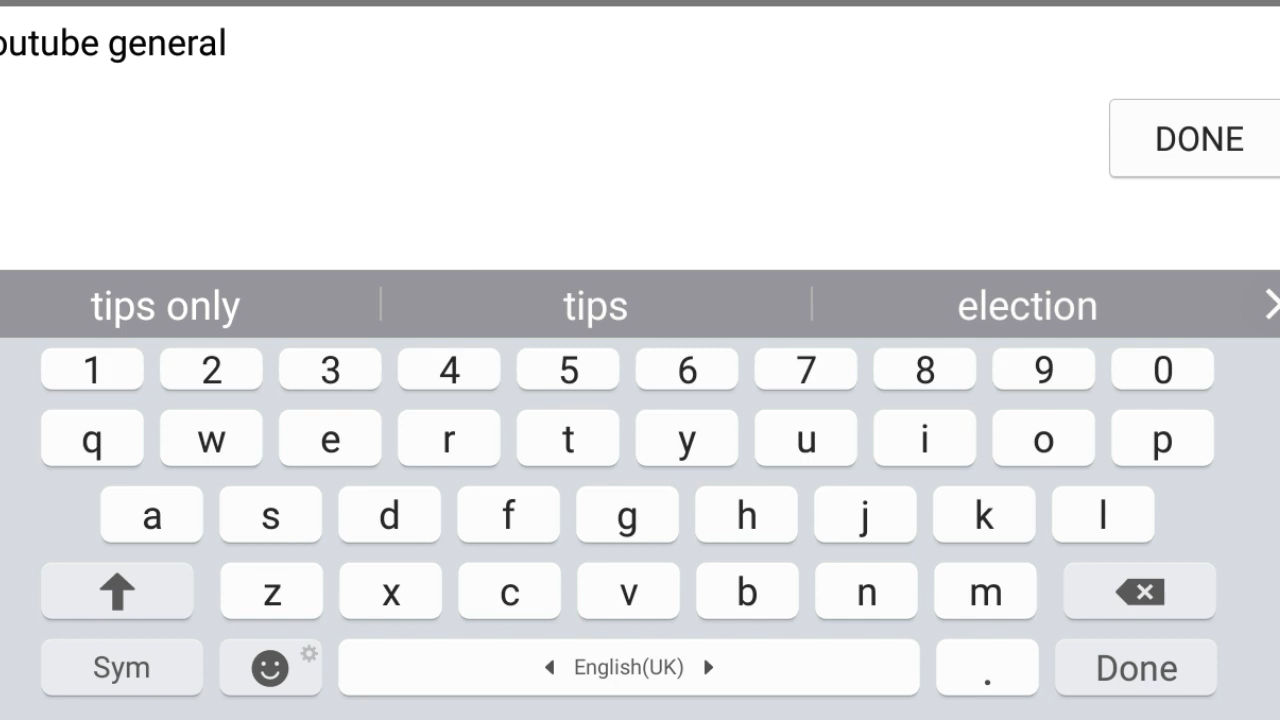 outube general
DONE
tips only
tips
election
1 2 3 4 5 6 7 8 9 0
q w e r t y u i o p
a s d f g h j k l
z x c v b n m
Sym English(UK) . Done